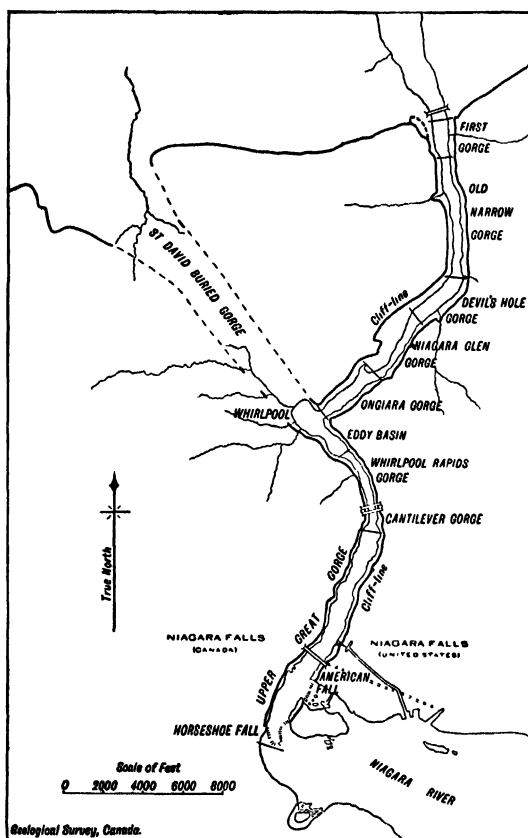 FIRST
GORGE
OLD
NARROW
GORGE
ST DAVID BURIED GORGE
Cliff-line
DEVIL'S HOLE
GORGE
NIAGARA GLEN
GORGE
ONGIARA GORGE
WHIRLPOOL
EDDY BASIN
WHIRLPOOL RAPIDS
GORGE
CANTILEVER GORGE
True North
UPPER GREAT GORGE
Cliff-line
NIAGARA FALLS
(CANADA)
NIAGARA FALLS
(UNITED STATES)
AMERICAN
FALL
HORSESHOE FALL
Scale of Feet
0 2000 4000 6000 8000
NIAGARA RIVER
Geological Survey, Canada.